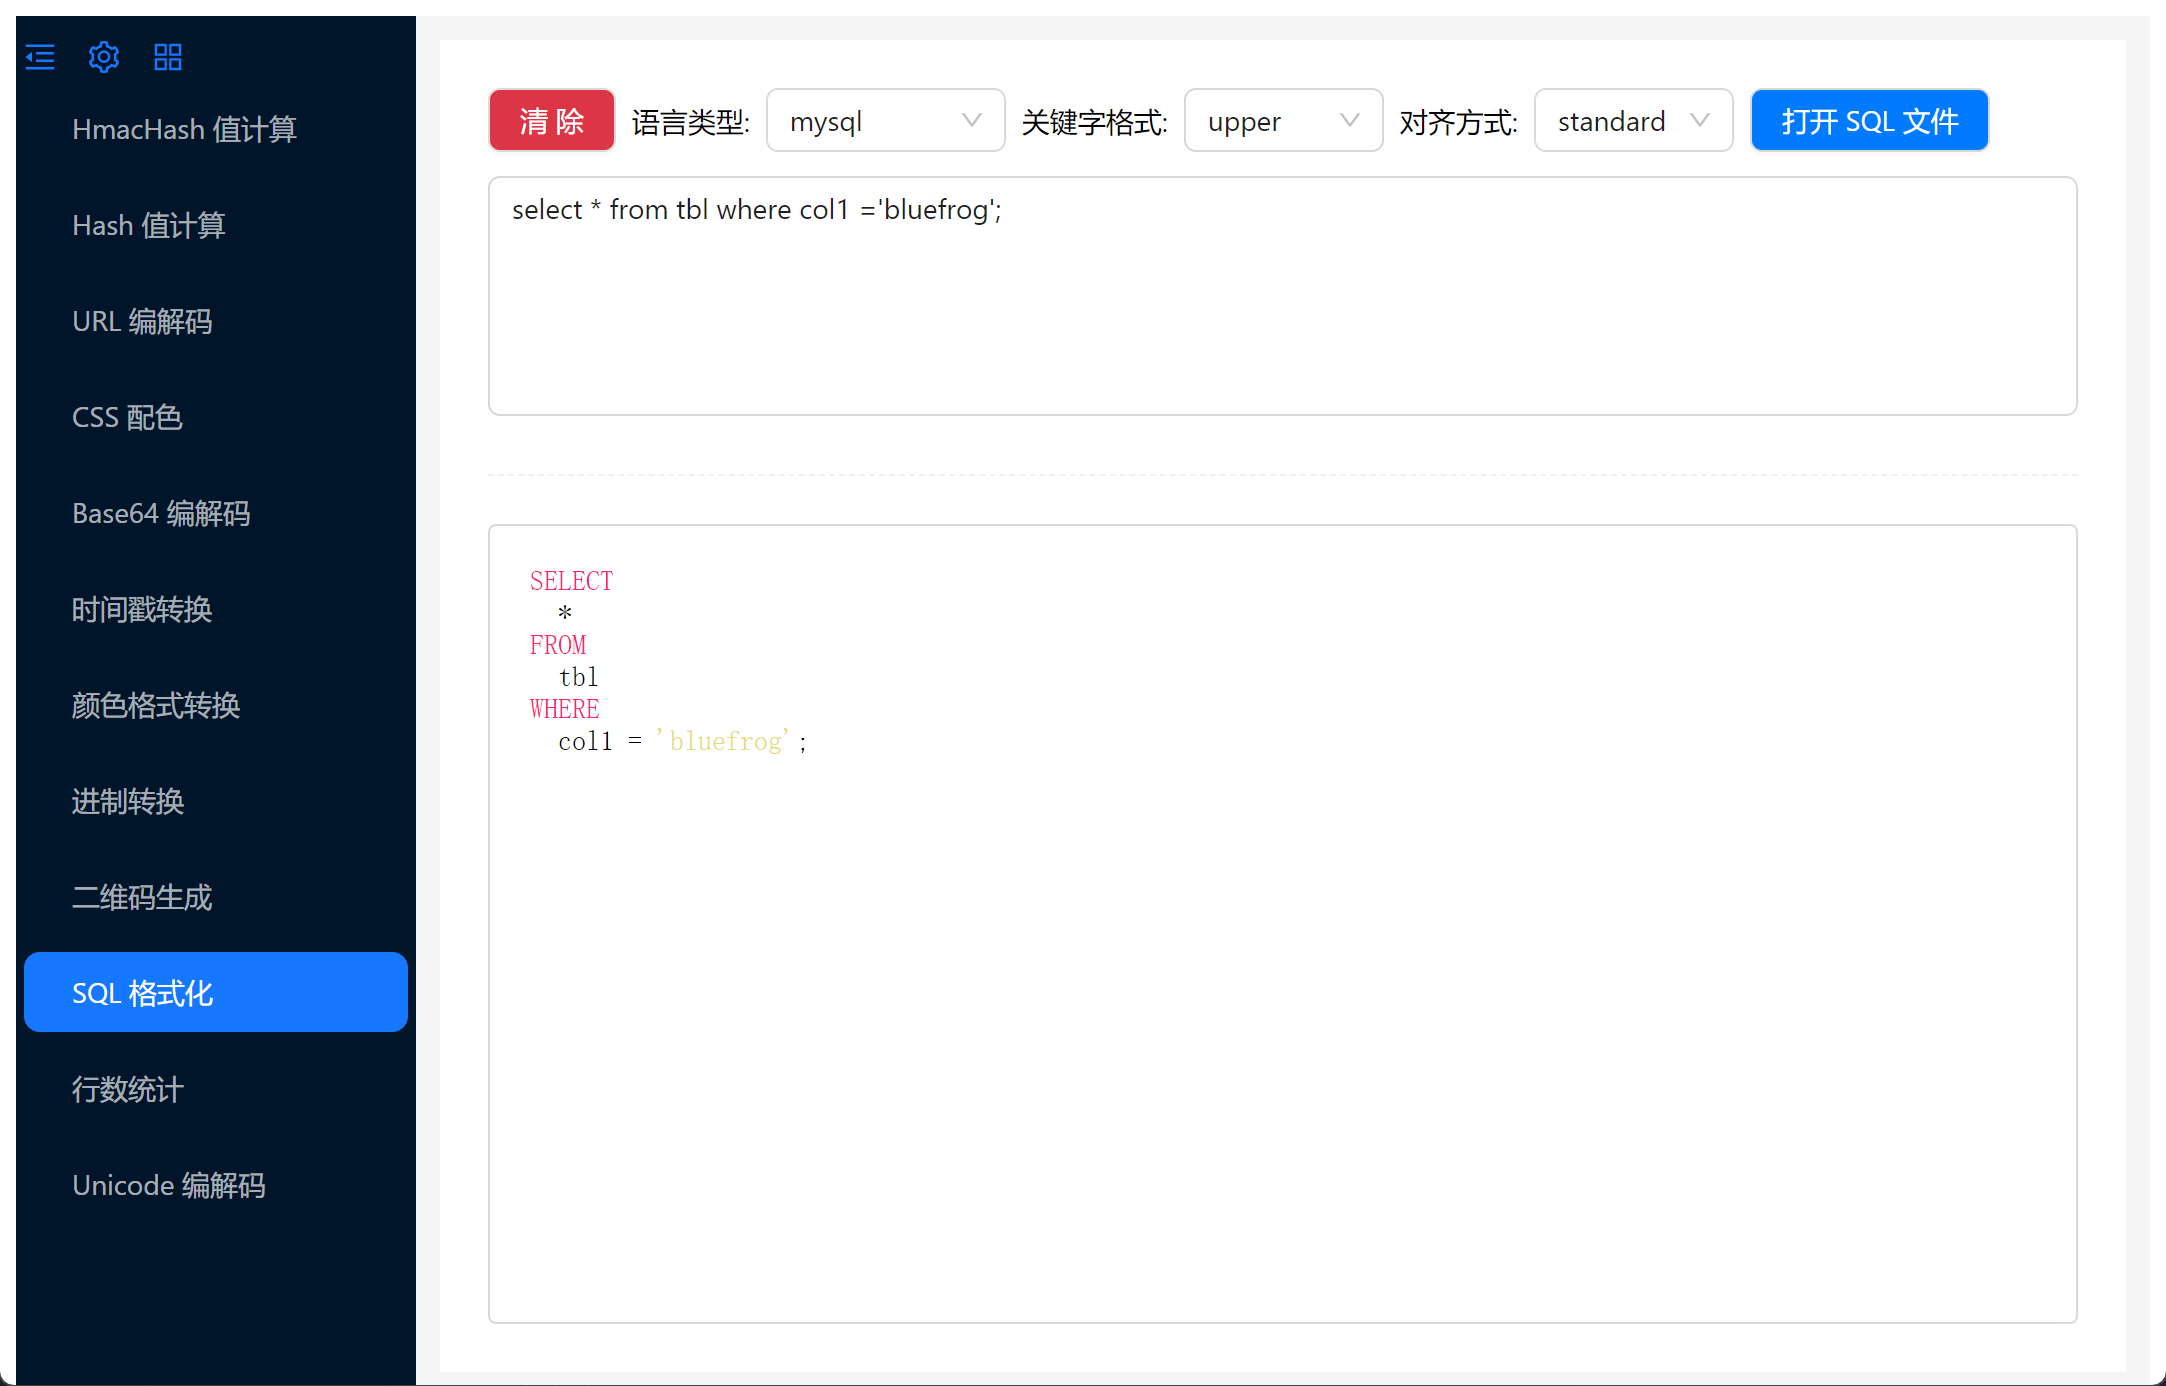 HmacHash 值计算
Hash 值计算
URL 编解码
CSS 配色
Base64 编解码
时间戳转换
颜色格式转换
进制转换
二维码生成
SQL 格式化
行数统计
Unicode 编解码
清 除 语言类型: mysql 关键字格式: upper 对齐方式: standard 打开 SQL 文件
select * from tbl where col1 ='bluefrog';
SELECT
  *
FROM
  tbl
WHERE
  col1 = 'bluefrog';